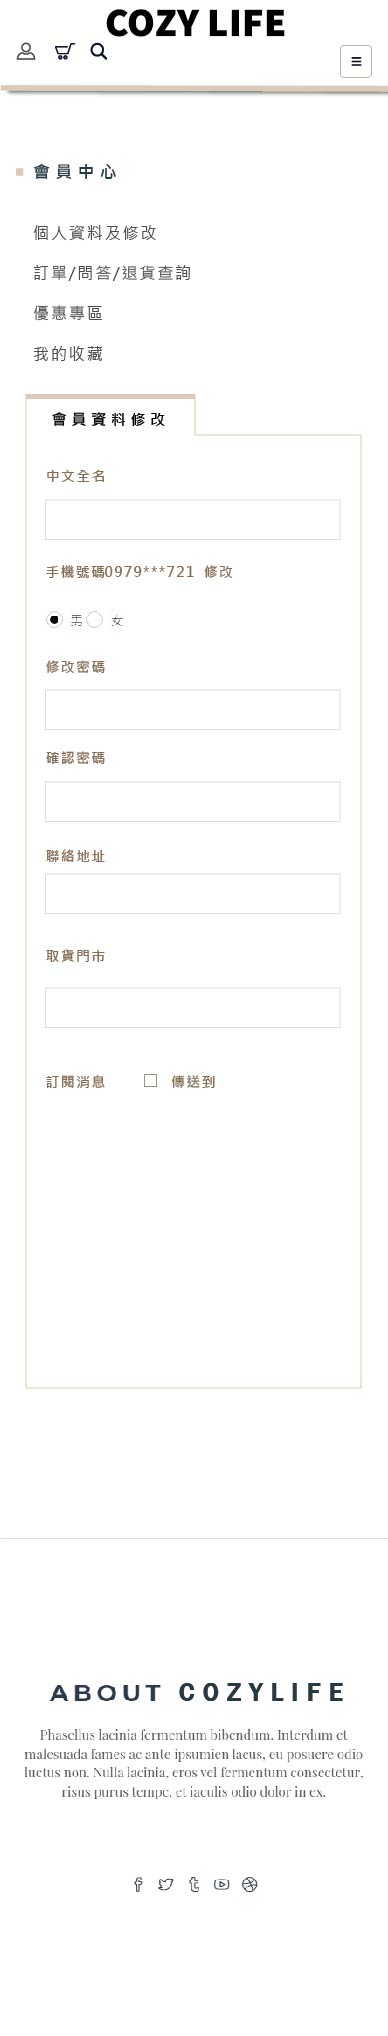 COZY LIFE
會員中心
個人資料及修改
訂單/問答/退貨查詢
優惠專區
我的收藏
會員資料修改
中文全名
手機號碼0979***721 修改
男 女
修改密碼
確認密碼
聯絡地址
取貨門市
訂閱消息 傳送到
ABOUT COZYLIFE
Phasellus lacinia fermentum bibendum. Interdum et
malesuada fames ac ante ipsumien lacus, eu posuere odio
luctus non. Nulla lacinia, eros vel fermentum consectetur,
risus purus tempc, et iaculis odio dolor in ex.